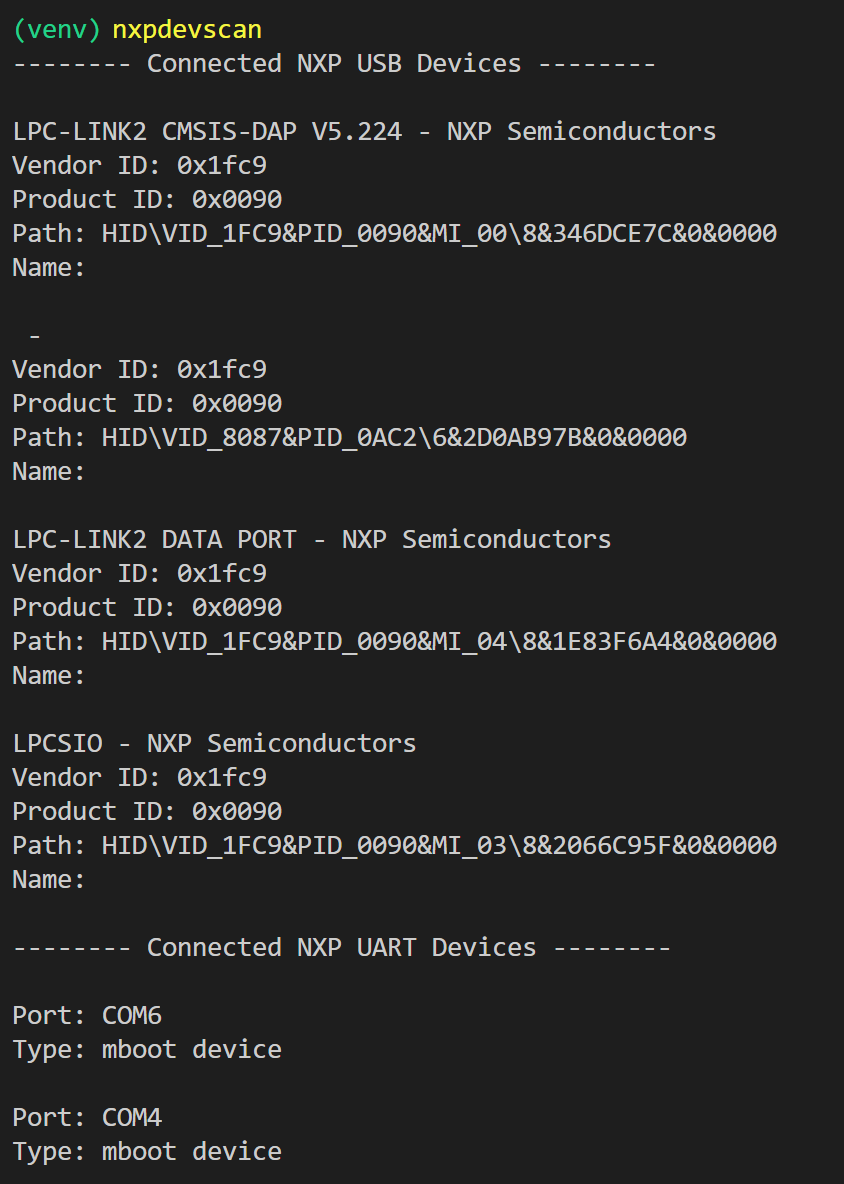 (venv) nxpdevscan
-------- Connected NXP USB Devices --------
LPC-LINK2 CMSIS-DAP V5.224 - NXP Semiconductors
Vendor ID: 0x1fc9
Product ID: 0x0090
Path: HID\VID_1FC9&PID_0090&MI_00\8&346DCE7C&0&0000
Name:
-
Vendor ID: 0x1fc9
Product ID: 0x0090
Path: HID\VID_8087&PID_0AC2\6&2D0AB97B&0&0000
Name:
LPC-LINK2 DATA PORT - NXP Semiconductors
Vendor ID: 0x1fc9
Product ID: 0x0090
Path: HID\VID_1FC9&PID_0090&MI_04\8&1E83F6A4&0&0000
Name:
LPCSIO - NXP Semiconductors
Vendor ID: 0x1fc9
Product ID: 0x0090
Path: HID\VID_1FC9&PID_0090&MI_03\8&2066C95F&0&0000
Name:
-------- Connected NXP UART Devices --------
Port: COM6
Type: mboot device
Port: COM4
Type: mboot device